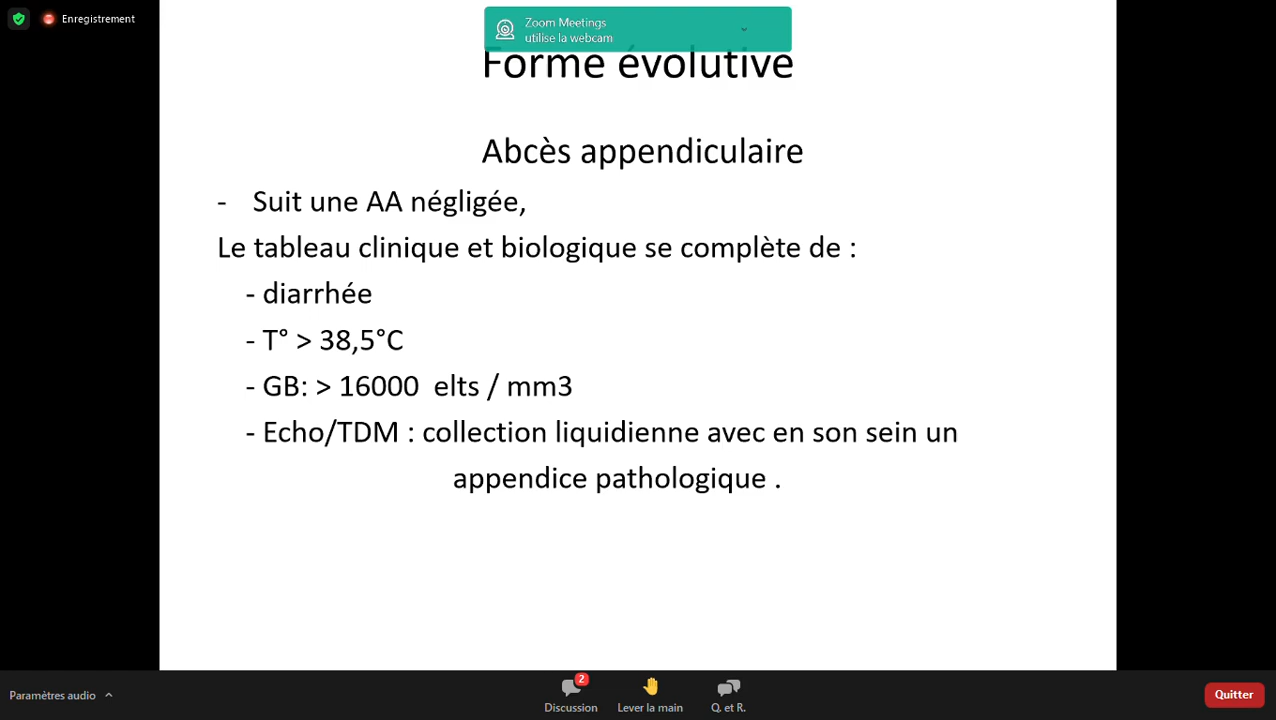 Enregistrement
Zoom Meetings
utilise la webcam
Forme évolutive
Abcès appendiculaire
- Suit une AA négligée,
Le tableau clinique et biologique se complète de :
- diarrhée
- T° > 38,5°C
- GB: > 16000 elts / mm3
- Echo/TDM : collection liquidienne avec en son sein un
appendice pathologique .
Paramètres audio
2
Discussion
Lever la main
Q. et R.
Quitter